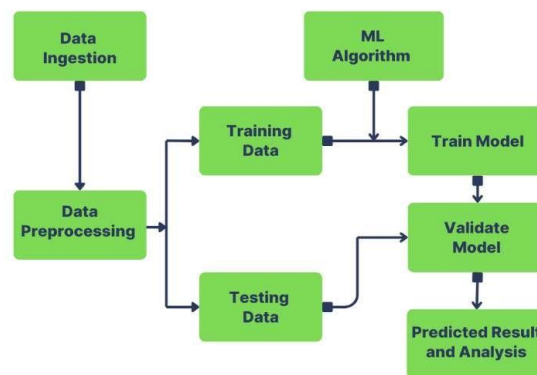 Data
Ingestion
ML
Algorithm
Training
Data
Train Model
Data
Preprocessing
Validate
Model
Testing
Data
Predicted Result
and Analysis